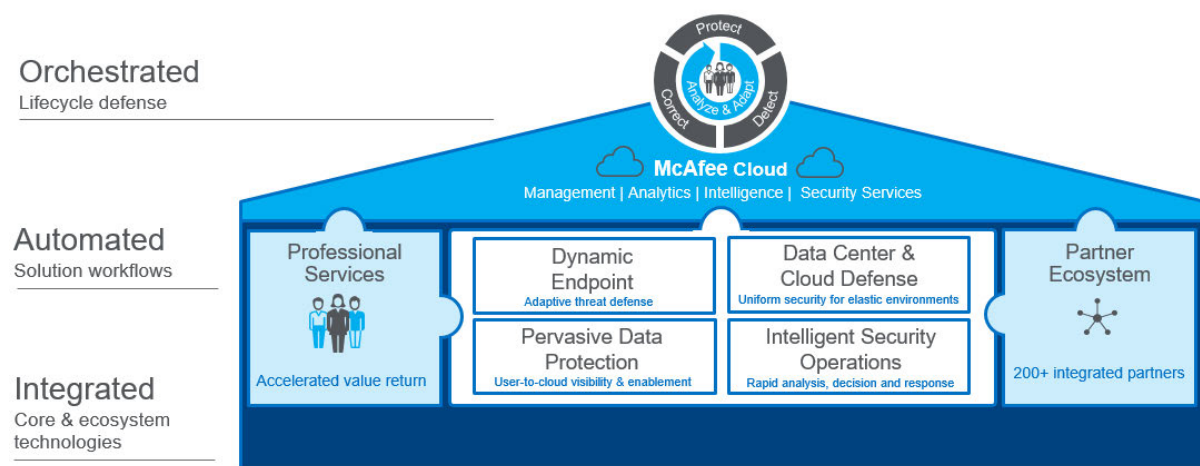 Orchestrated
Lifecycle defense
Protect
Correct
Analyze & Adapt
Detect
McAfee Cloud
Management | Analytics | Intelligence | Security Services
Automated
Solution workflows
Professional
Services
Accelerated value return
Dynamic
Endpoint
Adaptive threat defense
Data Center &
Cloud Defense
Uniform security for elastic environments
Pervasive Data
Protection
User-to-cloud visibility & enablement
Intelligent Security
Operations
Rapid analysis, decision and response
Partner
Ecosystem
200+ integrated partners
Integrated
Core & ecosystem
technologies